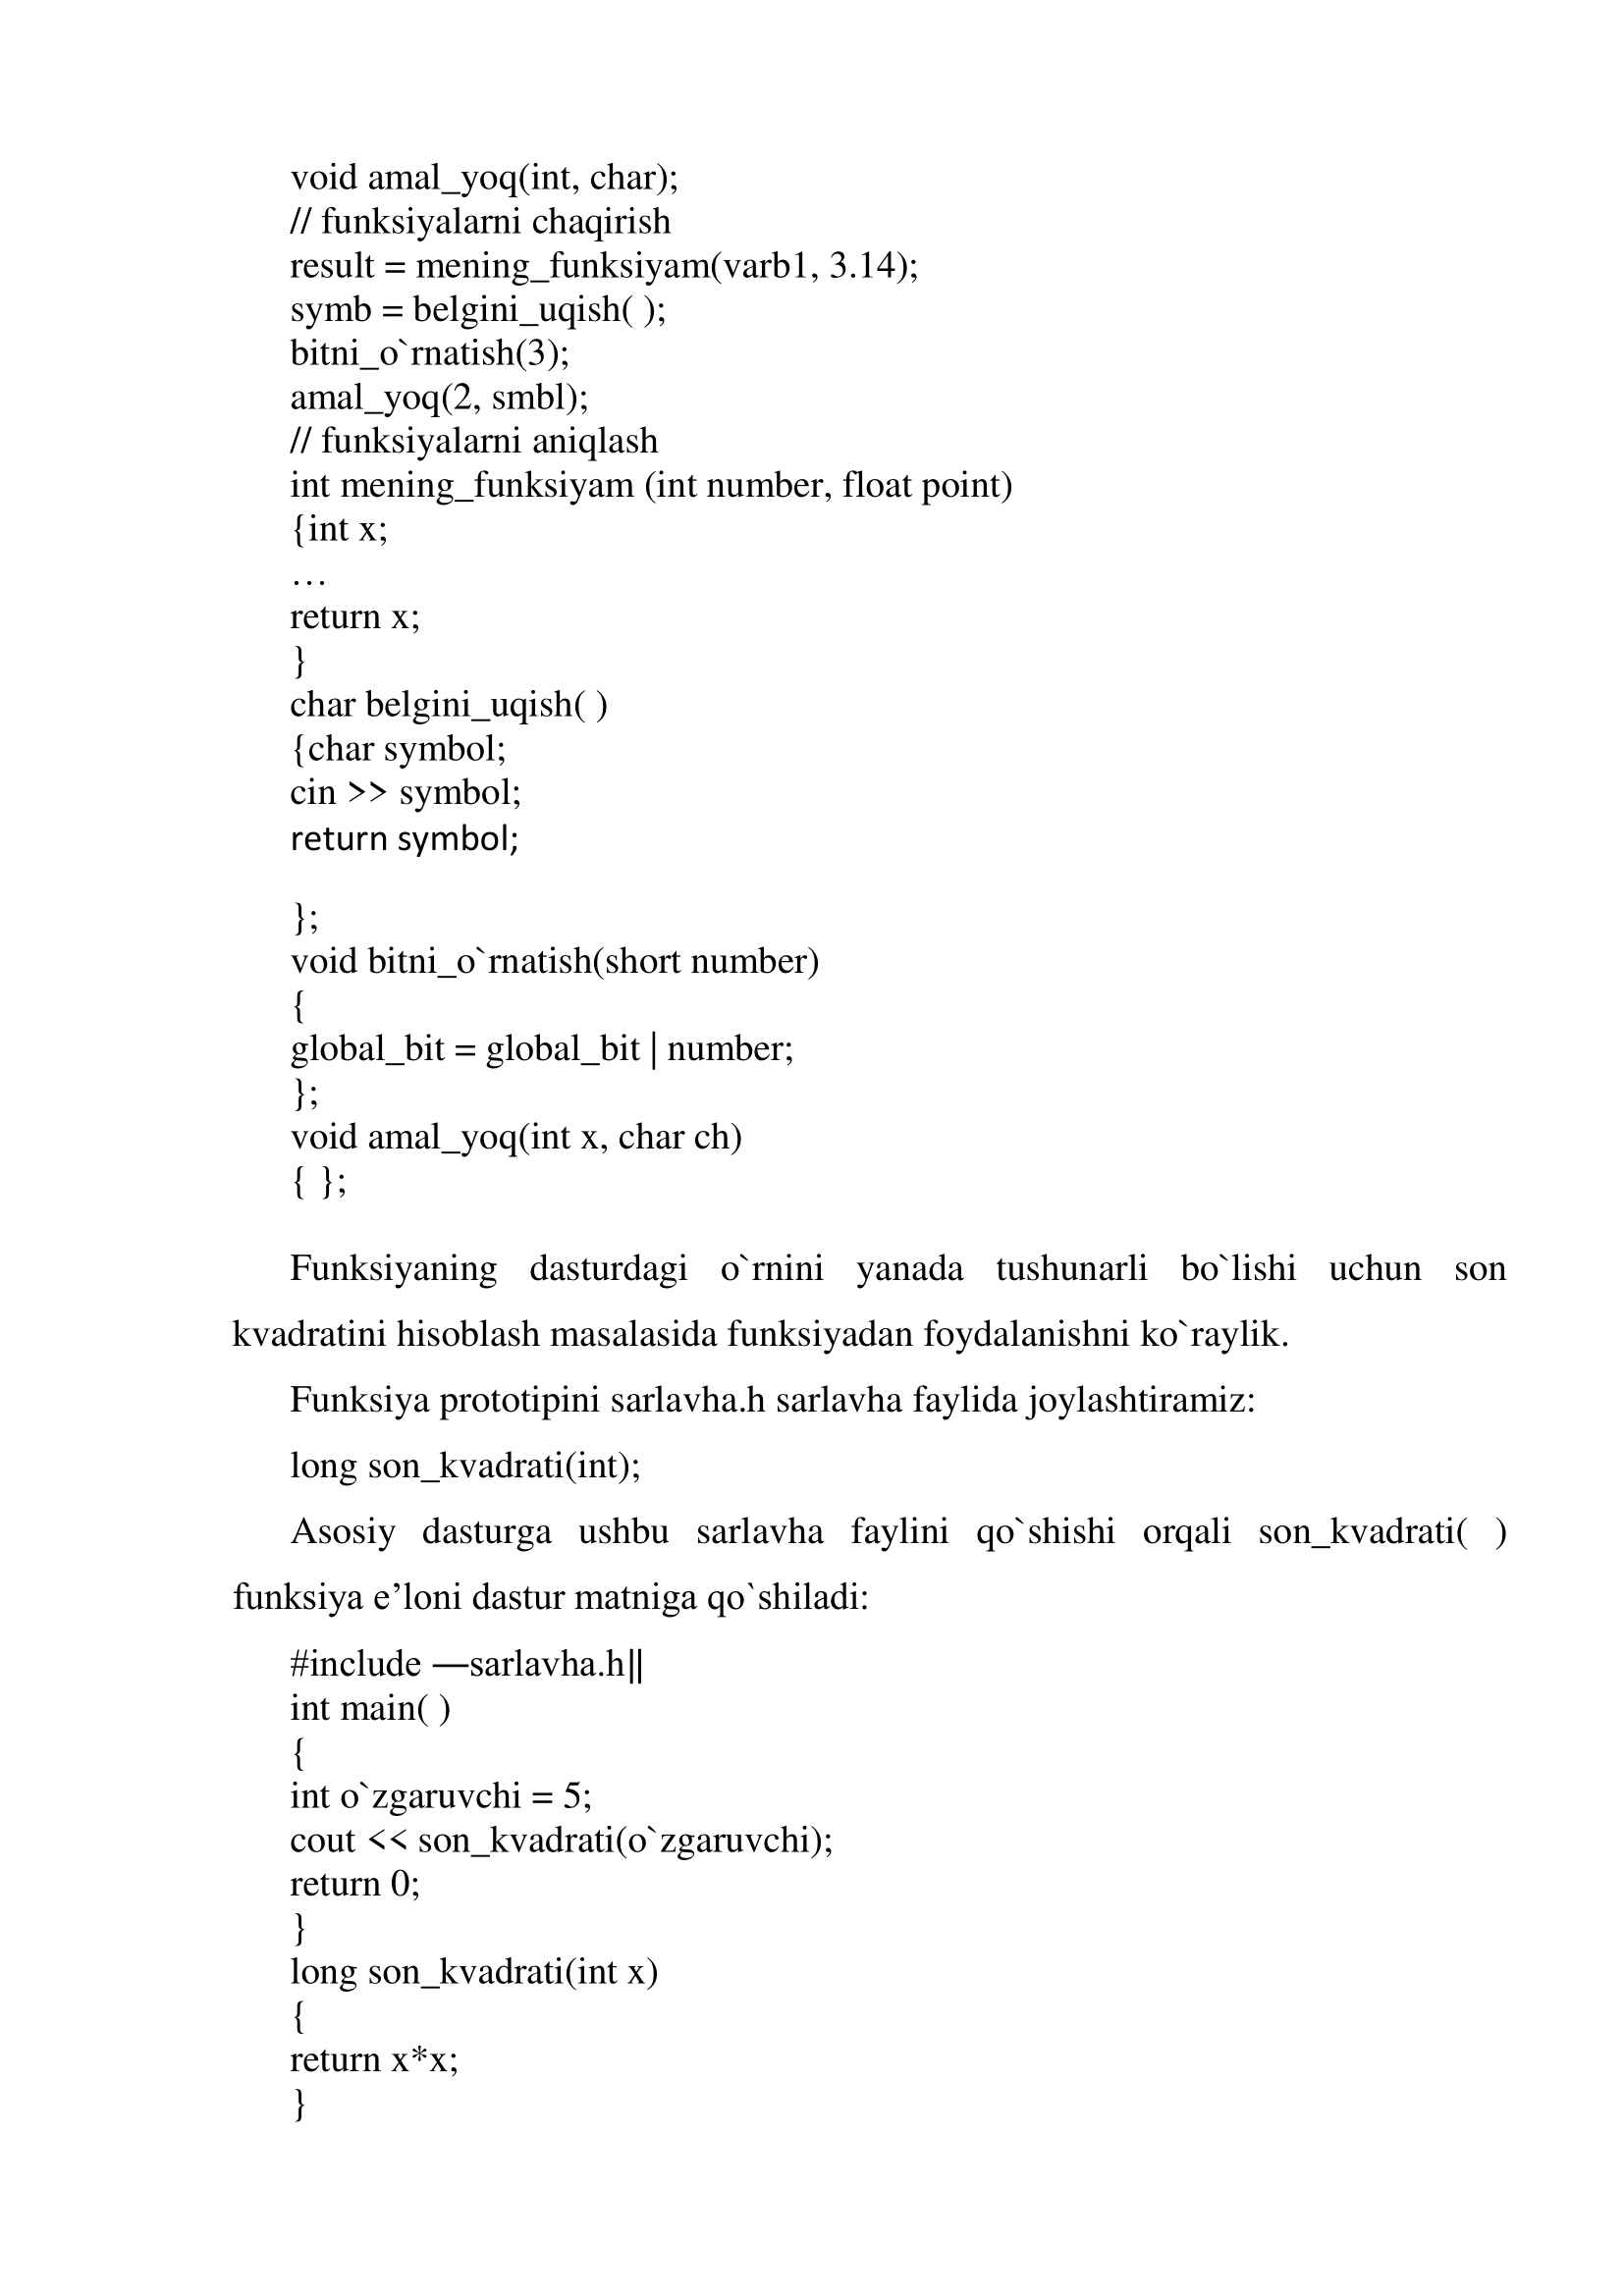 void amal_yoq(int, char);
// funksiyalarni chaqirish
result = mening_funksiyam(varb1, 3.14);
symb = belgini_uqish( );
bitni_o`rnatish(3);
amal_yoq(2, smbl);
// funksiyalarni aniqlash
int mening_funksiyam (int number, float point)
{int x;
…
return x;
}
char belgini_uqish( )
{char symbol;
cin >> symbol;
return symbol;
};
void bitni_o`rnatish(short number)
{
global_bit = global_bit | number;
};
void amal_yoq(int x, char ch)
{ };
Funksiyaning dasturdagi o`rnini yanada tushunarli bo`lishi uchun son
kvadratini hisoblash masalasida funksiyadan foydalanishni ko`raylik.
Funksiya prototipini sarlavha.h sarlavha faylida joylashtiramiz:
long son_kvadrati(int);
Asosiy dasturga ushbu sarlavha faylini qo`shishi orqali son_kvadrati( )
funksiya e’loni dastur matniga qo`shiladi:
#include ―sarlavha.h‖
int main( )
{
int o`zgaruvchi = 5;
cout << son_kvadrati(o`zgaruvchi);
return 0;
}
long son_kvadrati(int x)
{
return x*x;
}